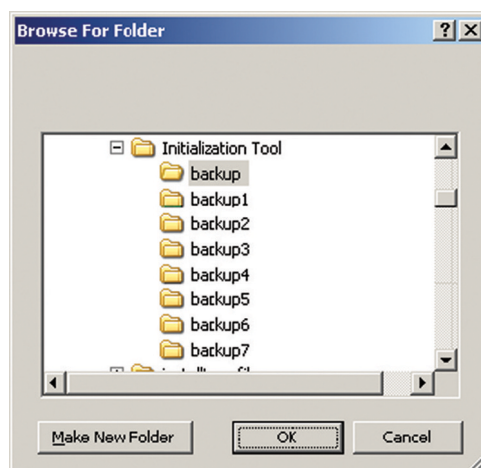 Browse For Folder
Initialization Tool
backup
backup1
backup2
backup3
backup4
backup5
backup6
backup7
Make New Folder
OK
Cancel